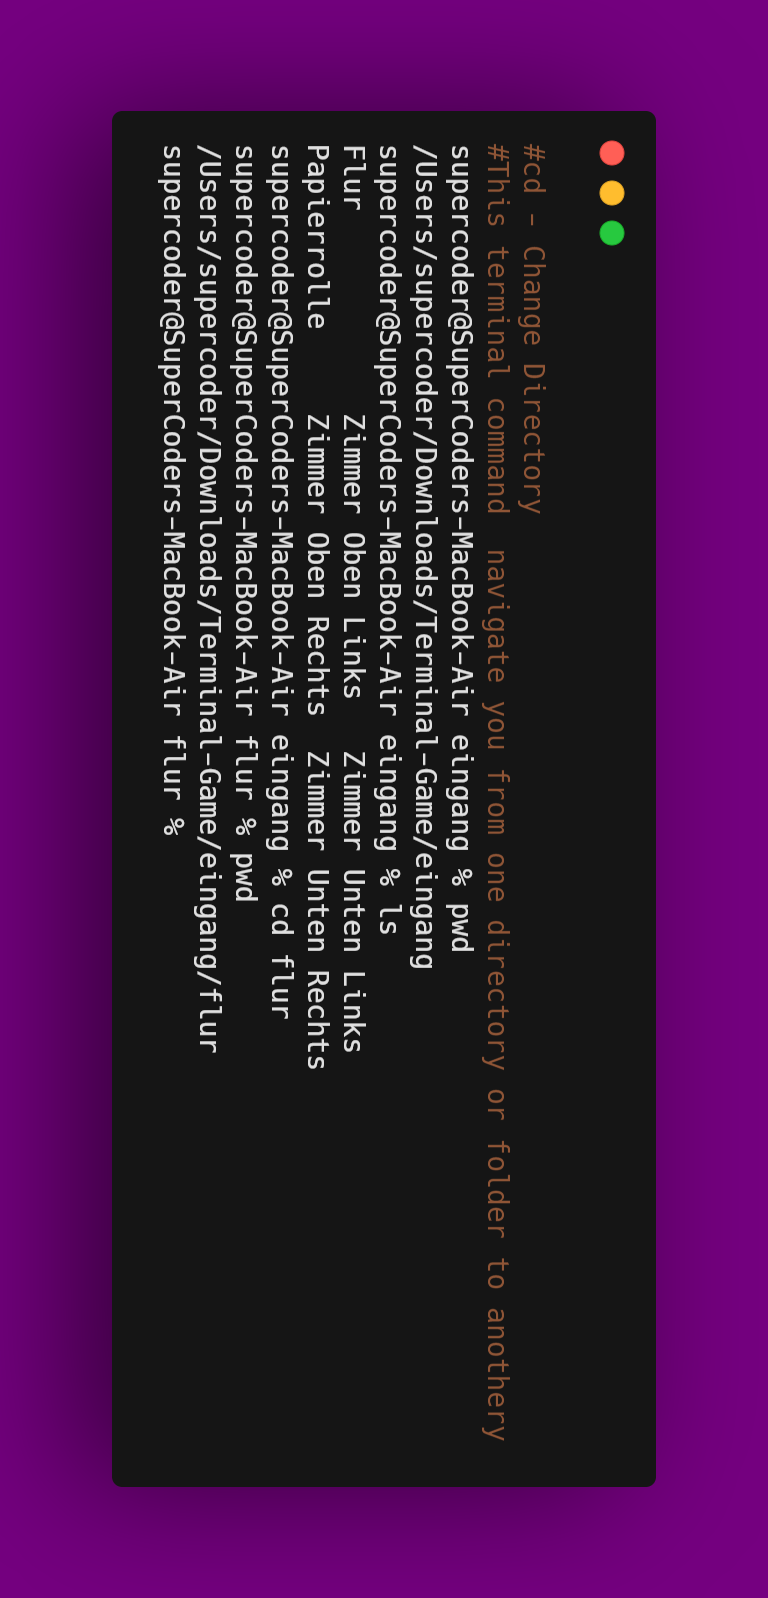 #cd - Change Directory
#This terminal command  navigate you from one directory or folder to anothery
supercoder@SuperCoders-MacBook-Air eingang % pwd
/Users/supercoder/Downloads/Terminal-Game/eingang
supercoder@SuperCoders-MacBook-Air eingang % ls
Flur            Zimmer Oben Links   Zimmer Unten Links
Papierrolle     Zimmer Oben Rechts  Zimmer Unten Rechts
supercoder@SuperCoders-MacBook-Air eingang % cd flur
supercoder@SuperCoders-MacBook-Air flur % pwd
/Users/supercoder/Downloads/Terminal-Game/eingang/flur
supercoder@SuperCoders-MacBook-Air flur %